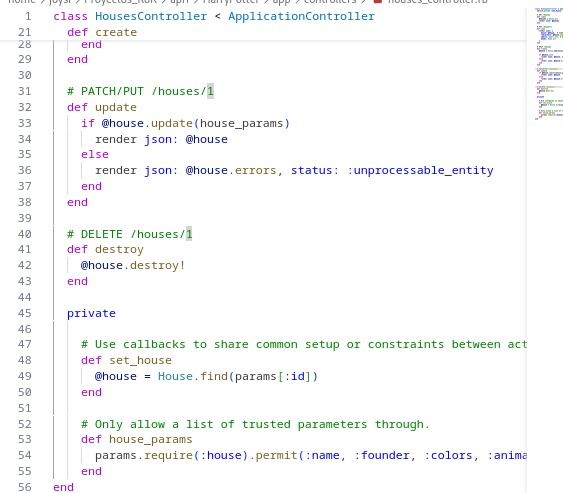 home / joysi / Proyectos_RoR / api1 / HarryPotter / app / controllers / houses_controller.rb
1 class HousesController < ApplicationController
21 def create
28 end
29 end
30
31 # PATCH/PUT /houses/1
32 def update
33 if @house.update(house_params)
34 render json: @house
35 else
36 render json: @house.errors, status: :unprocessable_entity
37 end
38 end
39
40 # DELETE /houses/1
41 def destroy
42 @house.destroy!
43 end
44
45 private
46
47 # Use callbacks to share common setup or constraints between act
48 def set_house
49 @house = House.find(params[:id])
50 end
51
52 # Only allow a list of trusted parameters through.
53 def house_params
54 params.require(:house).permit(:name, :founder, :colors, :anima
55 end
56 end